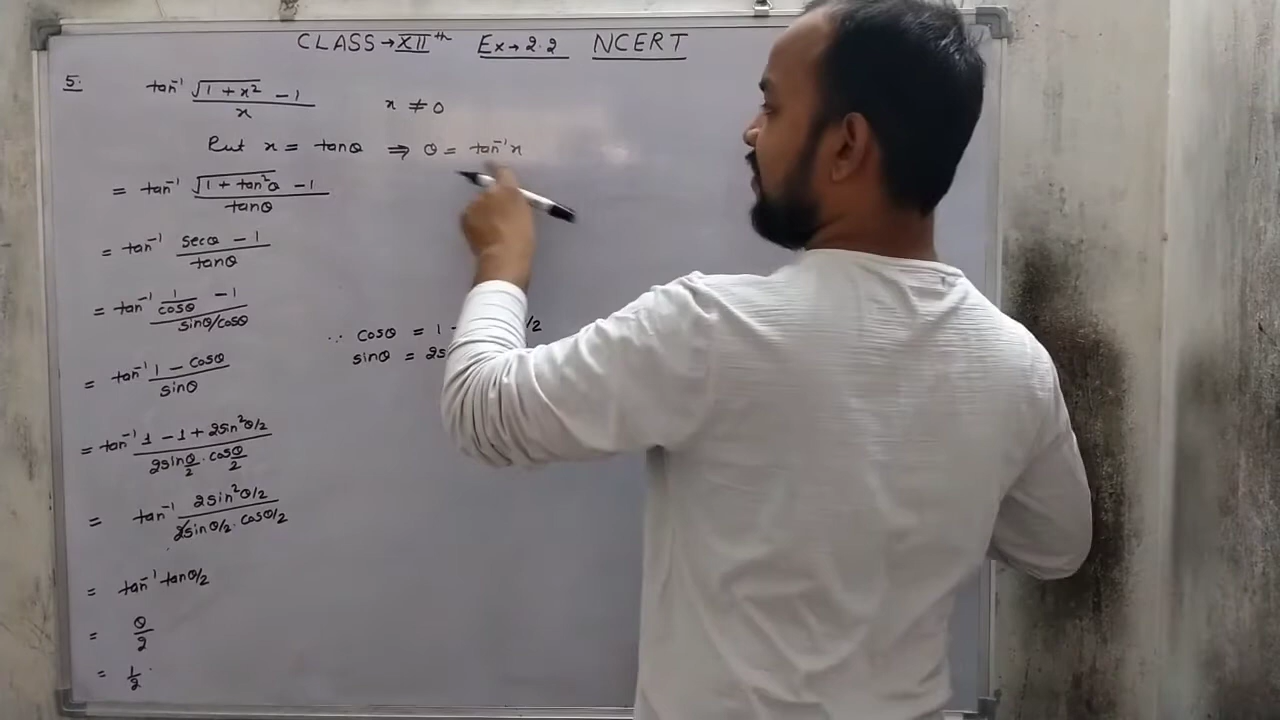 CLASS → XIIth Ex → 2.2 NCERT
5. tan⁻¹ (√(1 + x²) - 1)/x x ≠ 0
Put x = tanθ ⇒ θ = tan⁻¹x
= tan⁻¹ (√(1 + tan²θ) - 1)/tanθ
= tan⁻¹ (secθ - 1)/tanθ
= tan⁻¹ (1/cosθ - 1)/(sinθ/cosθ)
∵ cosθ = 1 - /2
sinθ = 2s
= tan⁻¹ (1 - cosθ)/sinθ
= tan⁻¹ (1 - 1 + 2sin²θ/2)/(2sin θ/2 . cos θ/2)
= tan⁻¹ (2sin²θ/2)/(2sinθ/2 . cosθ/2)
= tan⁻¹ tanθ/2
= θ/2
= 1/2